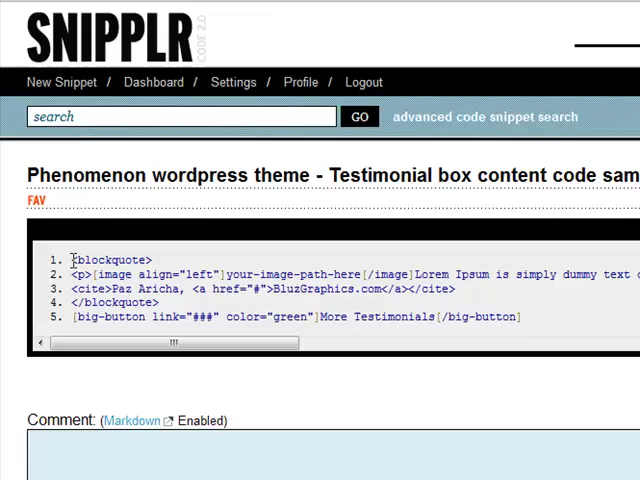 SNIPPLR
CODE 2.0
New Snippet / Dashboard / Settings / Profile / Logout
search GO advanced code snippet search
Phenomenon wordpress theme - Testimonial box content code sam
FAV
1. <blockquote>
2. <p>[image align="left"]your-image-path-here[/image]Lorem Ipsum is simply dummy text
3. <cite>Paz Aricha, <a href="#">BluzGraphics.com</a></cite>
4. </blockquote>
5. [big-button link="###" color="green"]More Testimonials[/big-button]
Comment: (Markdown Enabled)